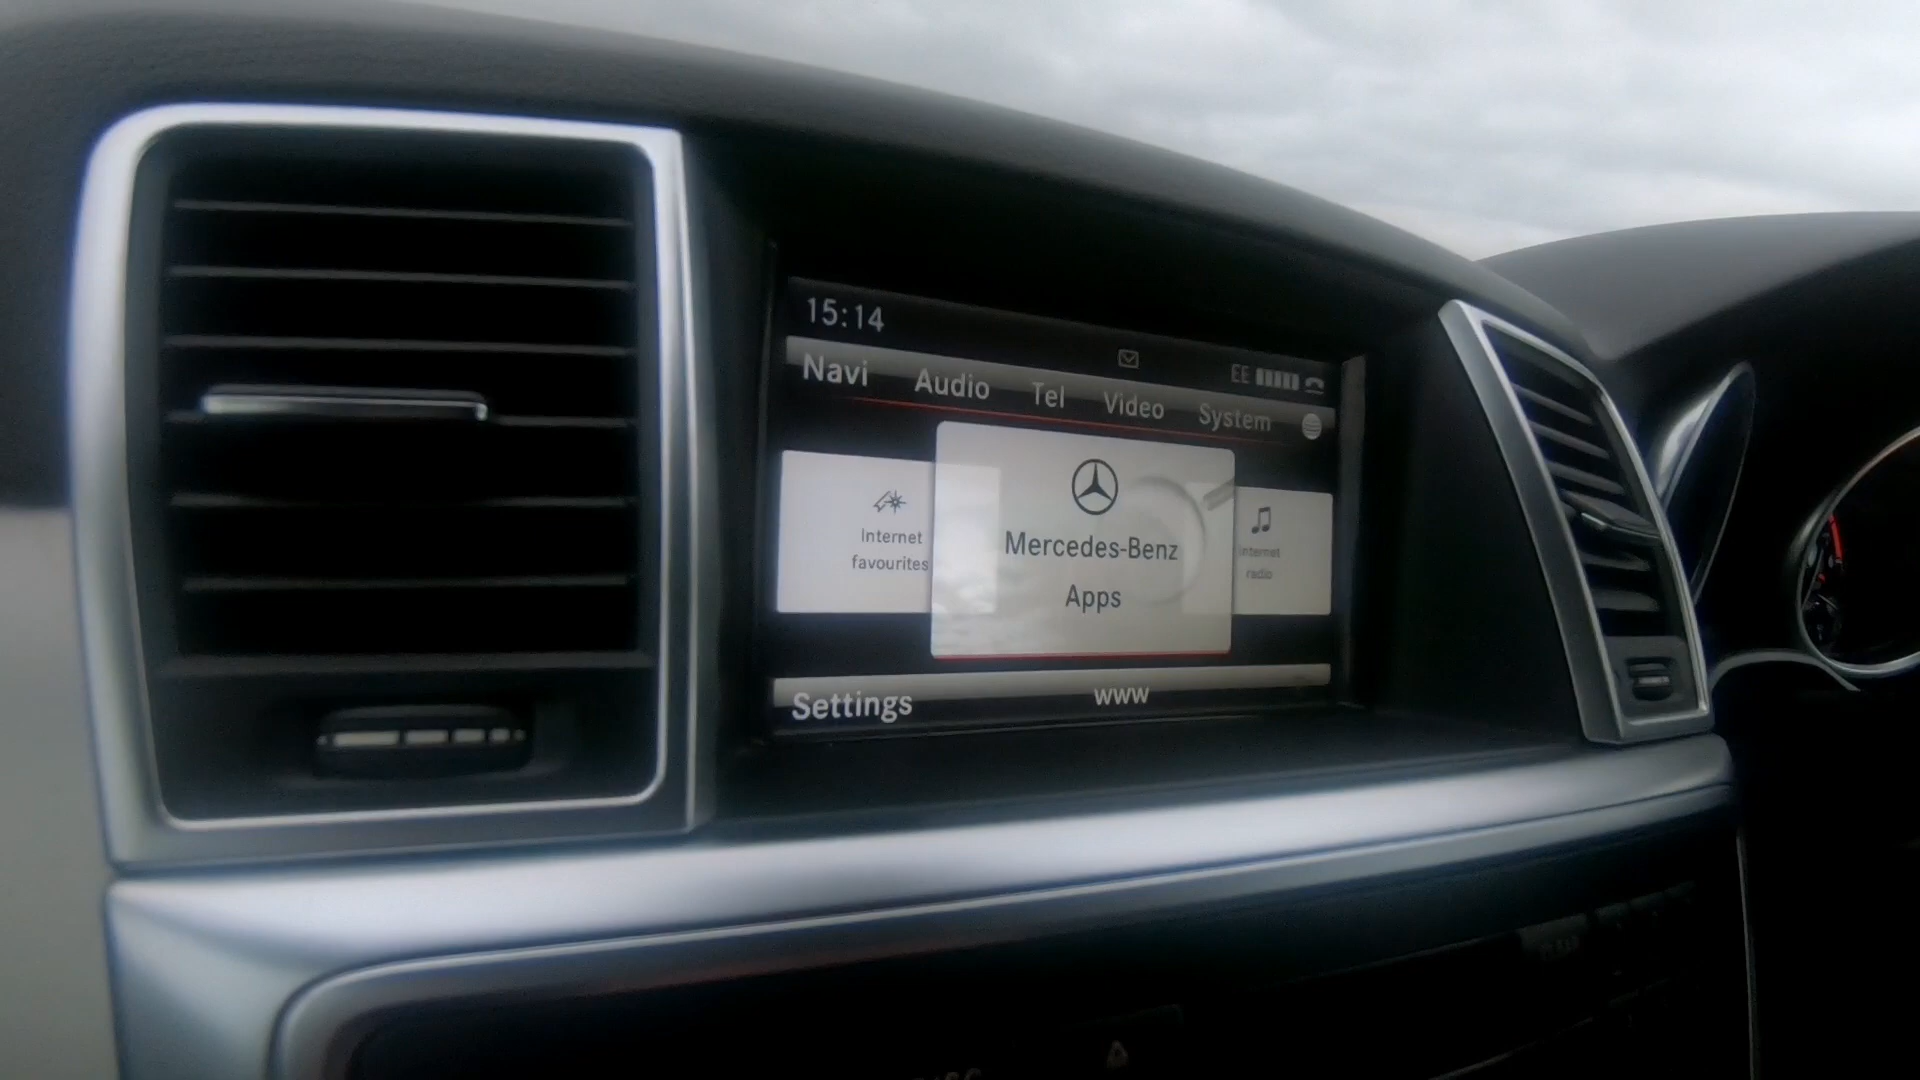 15:14
EE
Navi Audio Tel Video System
Internet
favourites
Mercedes-Benz
Apps
Internet
radio
Settings www